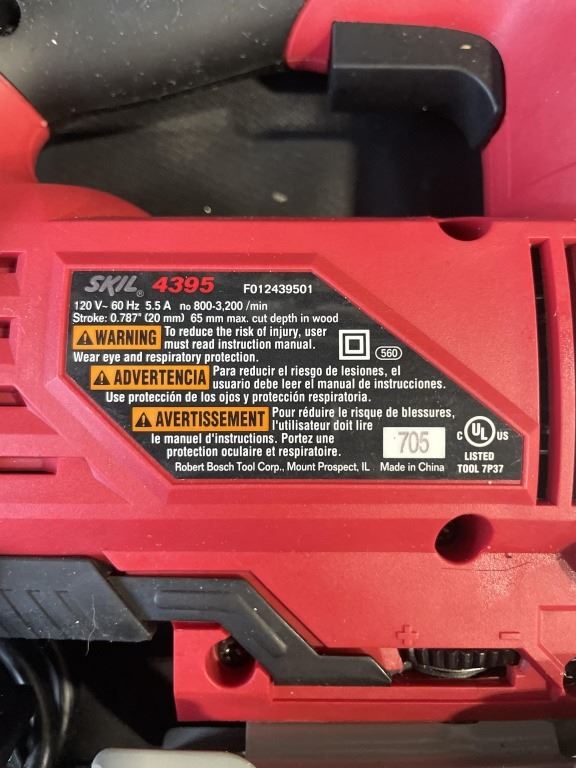 SKIL® 4395 F012439501
120 V~ 60 Hz 5.5 A no 800-3,200 /min
Stroke: 0.787" (20 mm) 65 mm max. cut depth in wood
WARNING To reduce the risk of injury, user
must read instruction manual.
Wear eye and respiratory protection.
560
ADVERTENCIA Para reducir el riesgo de lesiones, el
usuario debe leer el manual de instrucciones.
Use protección de los ojos y protección respiratoria.
AVERTISSEMENT Pour réduire le risque de blessures,
l'utilisateur doit lire
le manuel d'instructions. Portez une
protection oculaire et respiratoire.
705
Robert Bosch Tool Corp., Mount Prospect, IL Made in China
C UL US
LISTED
TOOL 7P37
+ -